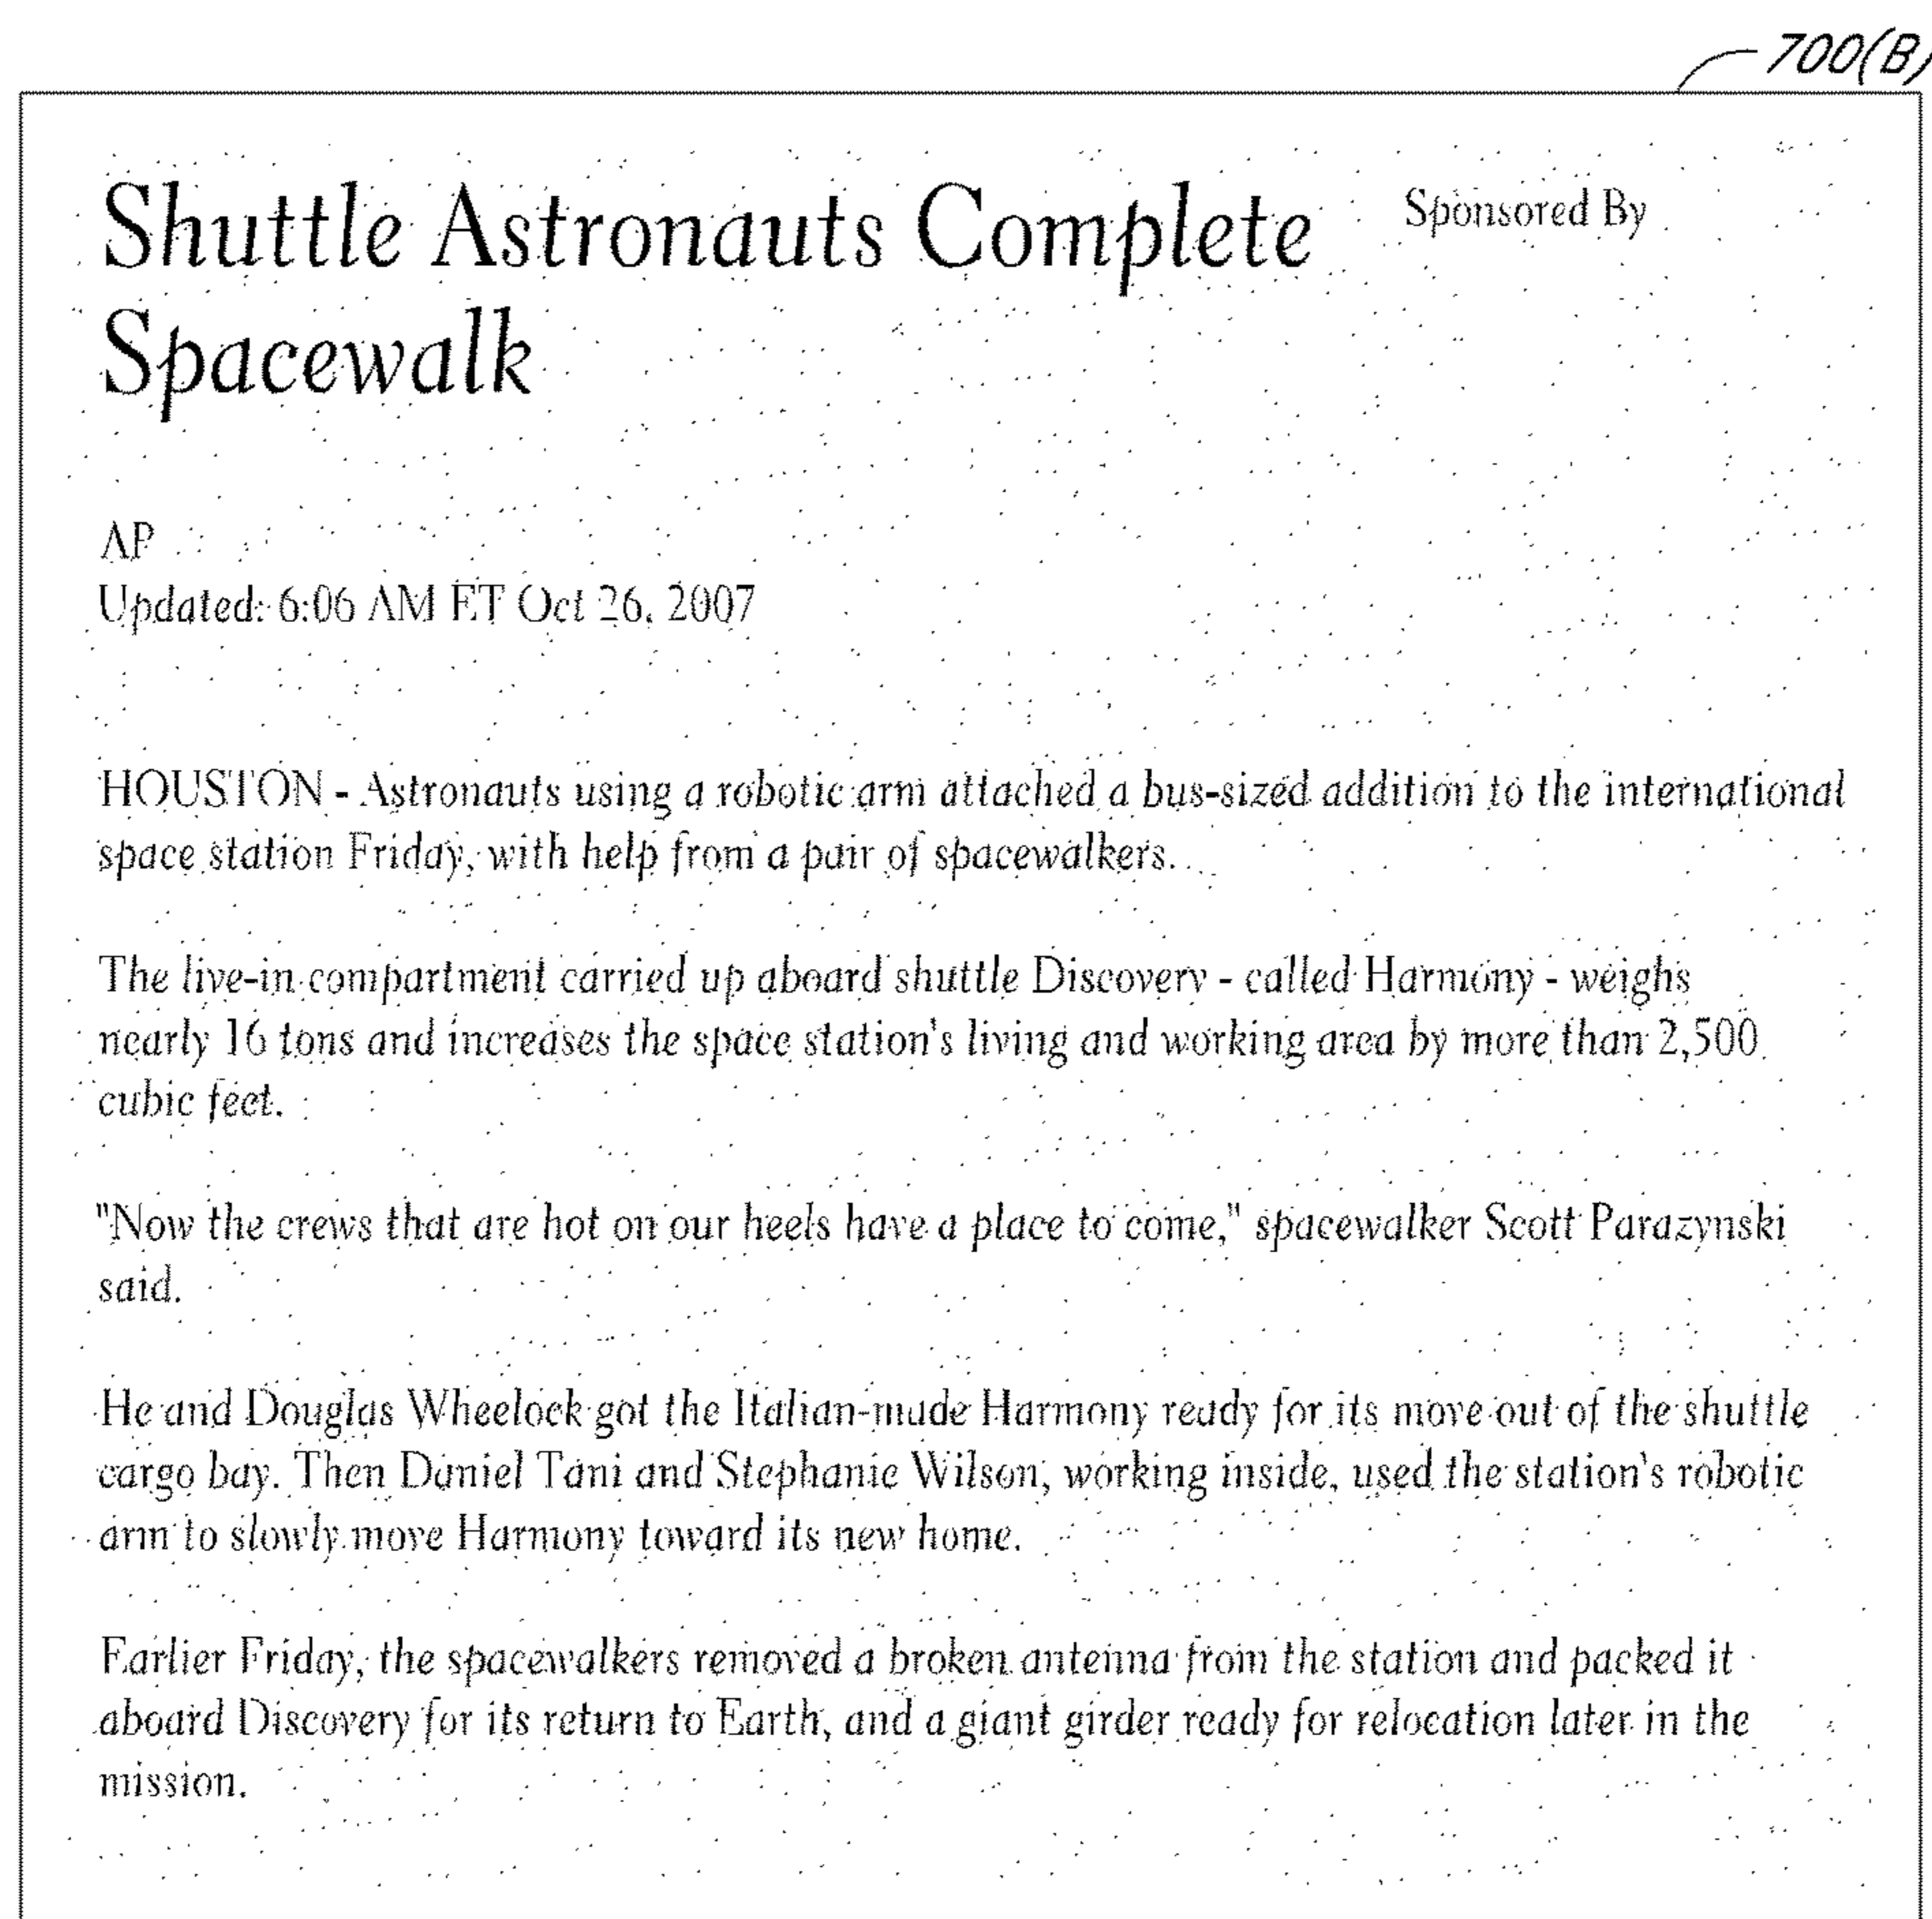 700(B)
Shuttle Astronauts Complete
Spacewalk
Sponsored By
AP
Updated: 6:06 AM ET Oct 26, 2007
HOUSTON - Astronauts using a robotic arm attached a bus-sized addition to the international
space station Friday, with help from a pair of spacewalkers.
The live-in compartment carried up aboard shuttle Discovery - called Harmony - weighs
nearly 16 tons and increases the space station's living and working area by more than 2,500
cubic feet.
"Now the crews that are hot on our heels have a place to come," spacewalker Scott Parazynski
said.
He and Douglas Wheelock got the Italian-made Harmony ready for its move out of the shuttle
cargo bay. Then Daniel Tani and Stephanie Wilson, working inside, used the station's robotic
arm to slowly move Harmony toward its new home.
Earlier Friday, the spacewalkers removed a broken antenna from the station and packed it
aboard Discovery for its return to Earth, and a giant girder ready for relocation later in the
mission.